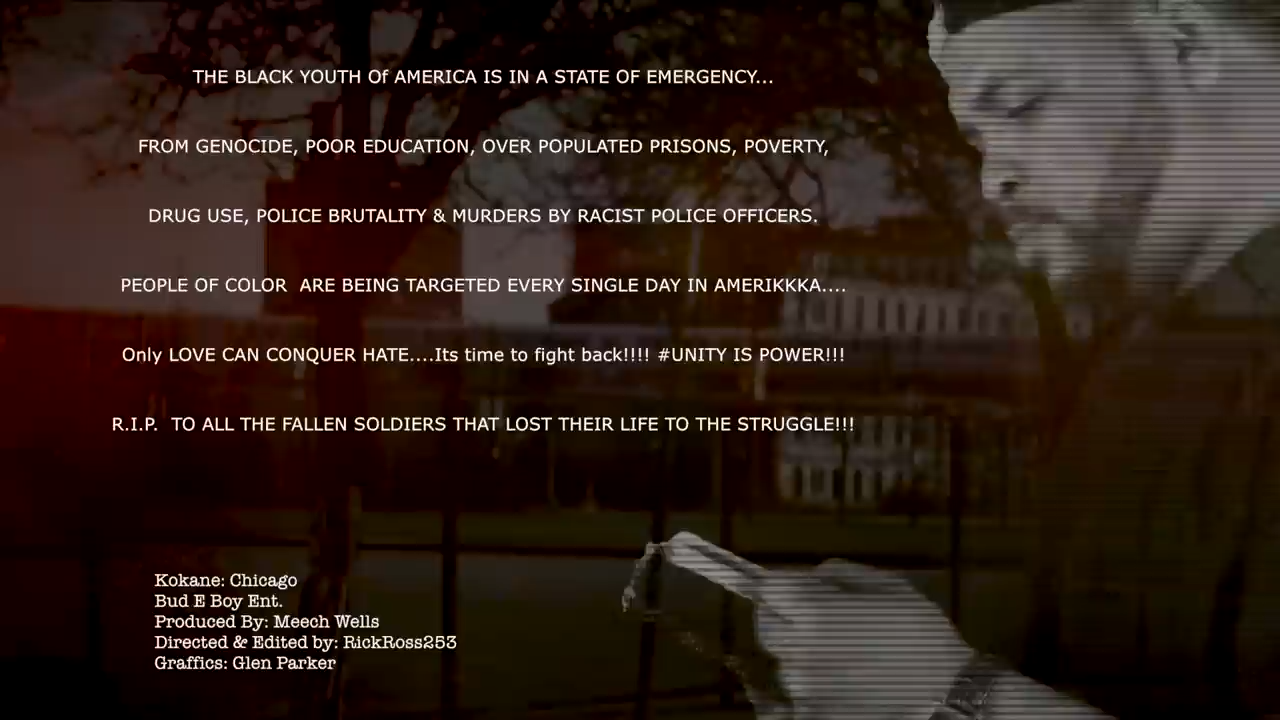 THE BLACK YOUTH Of AMERICA IS IN A STATE OF EMERGENCY...
FROM GENOCIDE, POOR EDUCATION, OVER POPULATED PRISONS, POVERTY,
DRUG USE, POLICE BRUTALITY & MURDERS BY RACIST POLICE OFFICERS.
PEOPLE OF COLOR  ARE BEING TARGETED EVERY SINGLE DAY IN AMERIKKKA....
Only LOVE CAN CONQUER HATE....Its time to fight back!!!! #UNITY IS POWER!!!
R.I.P.  TO ALL THE FALLEN SOLDIERS THAT LOST THEIR LIFE TO THE STRUGGLE!!!
Kokane: Chicago
Bud E Boy Ent.
Produced By: Meech Wells
Directed & Edited by: RickRoss253
Graffics: Glen Parker